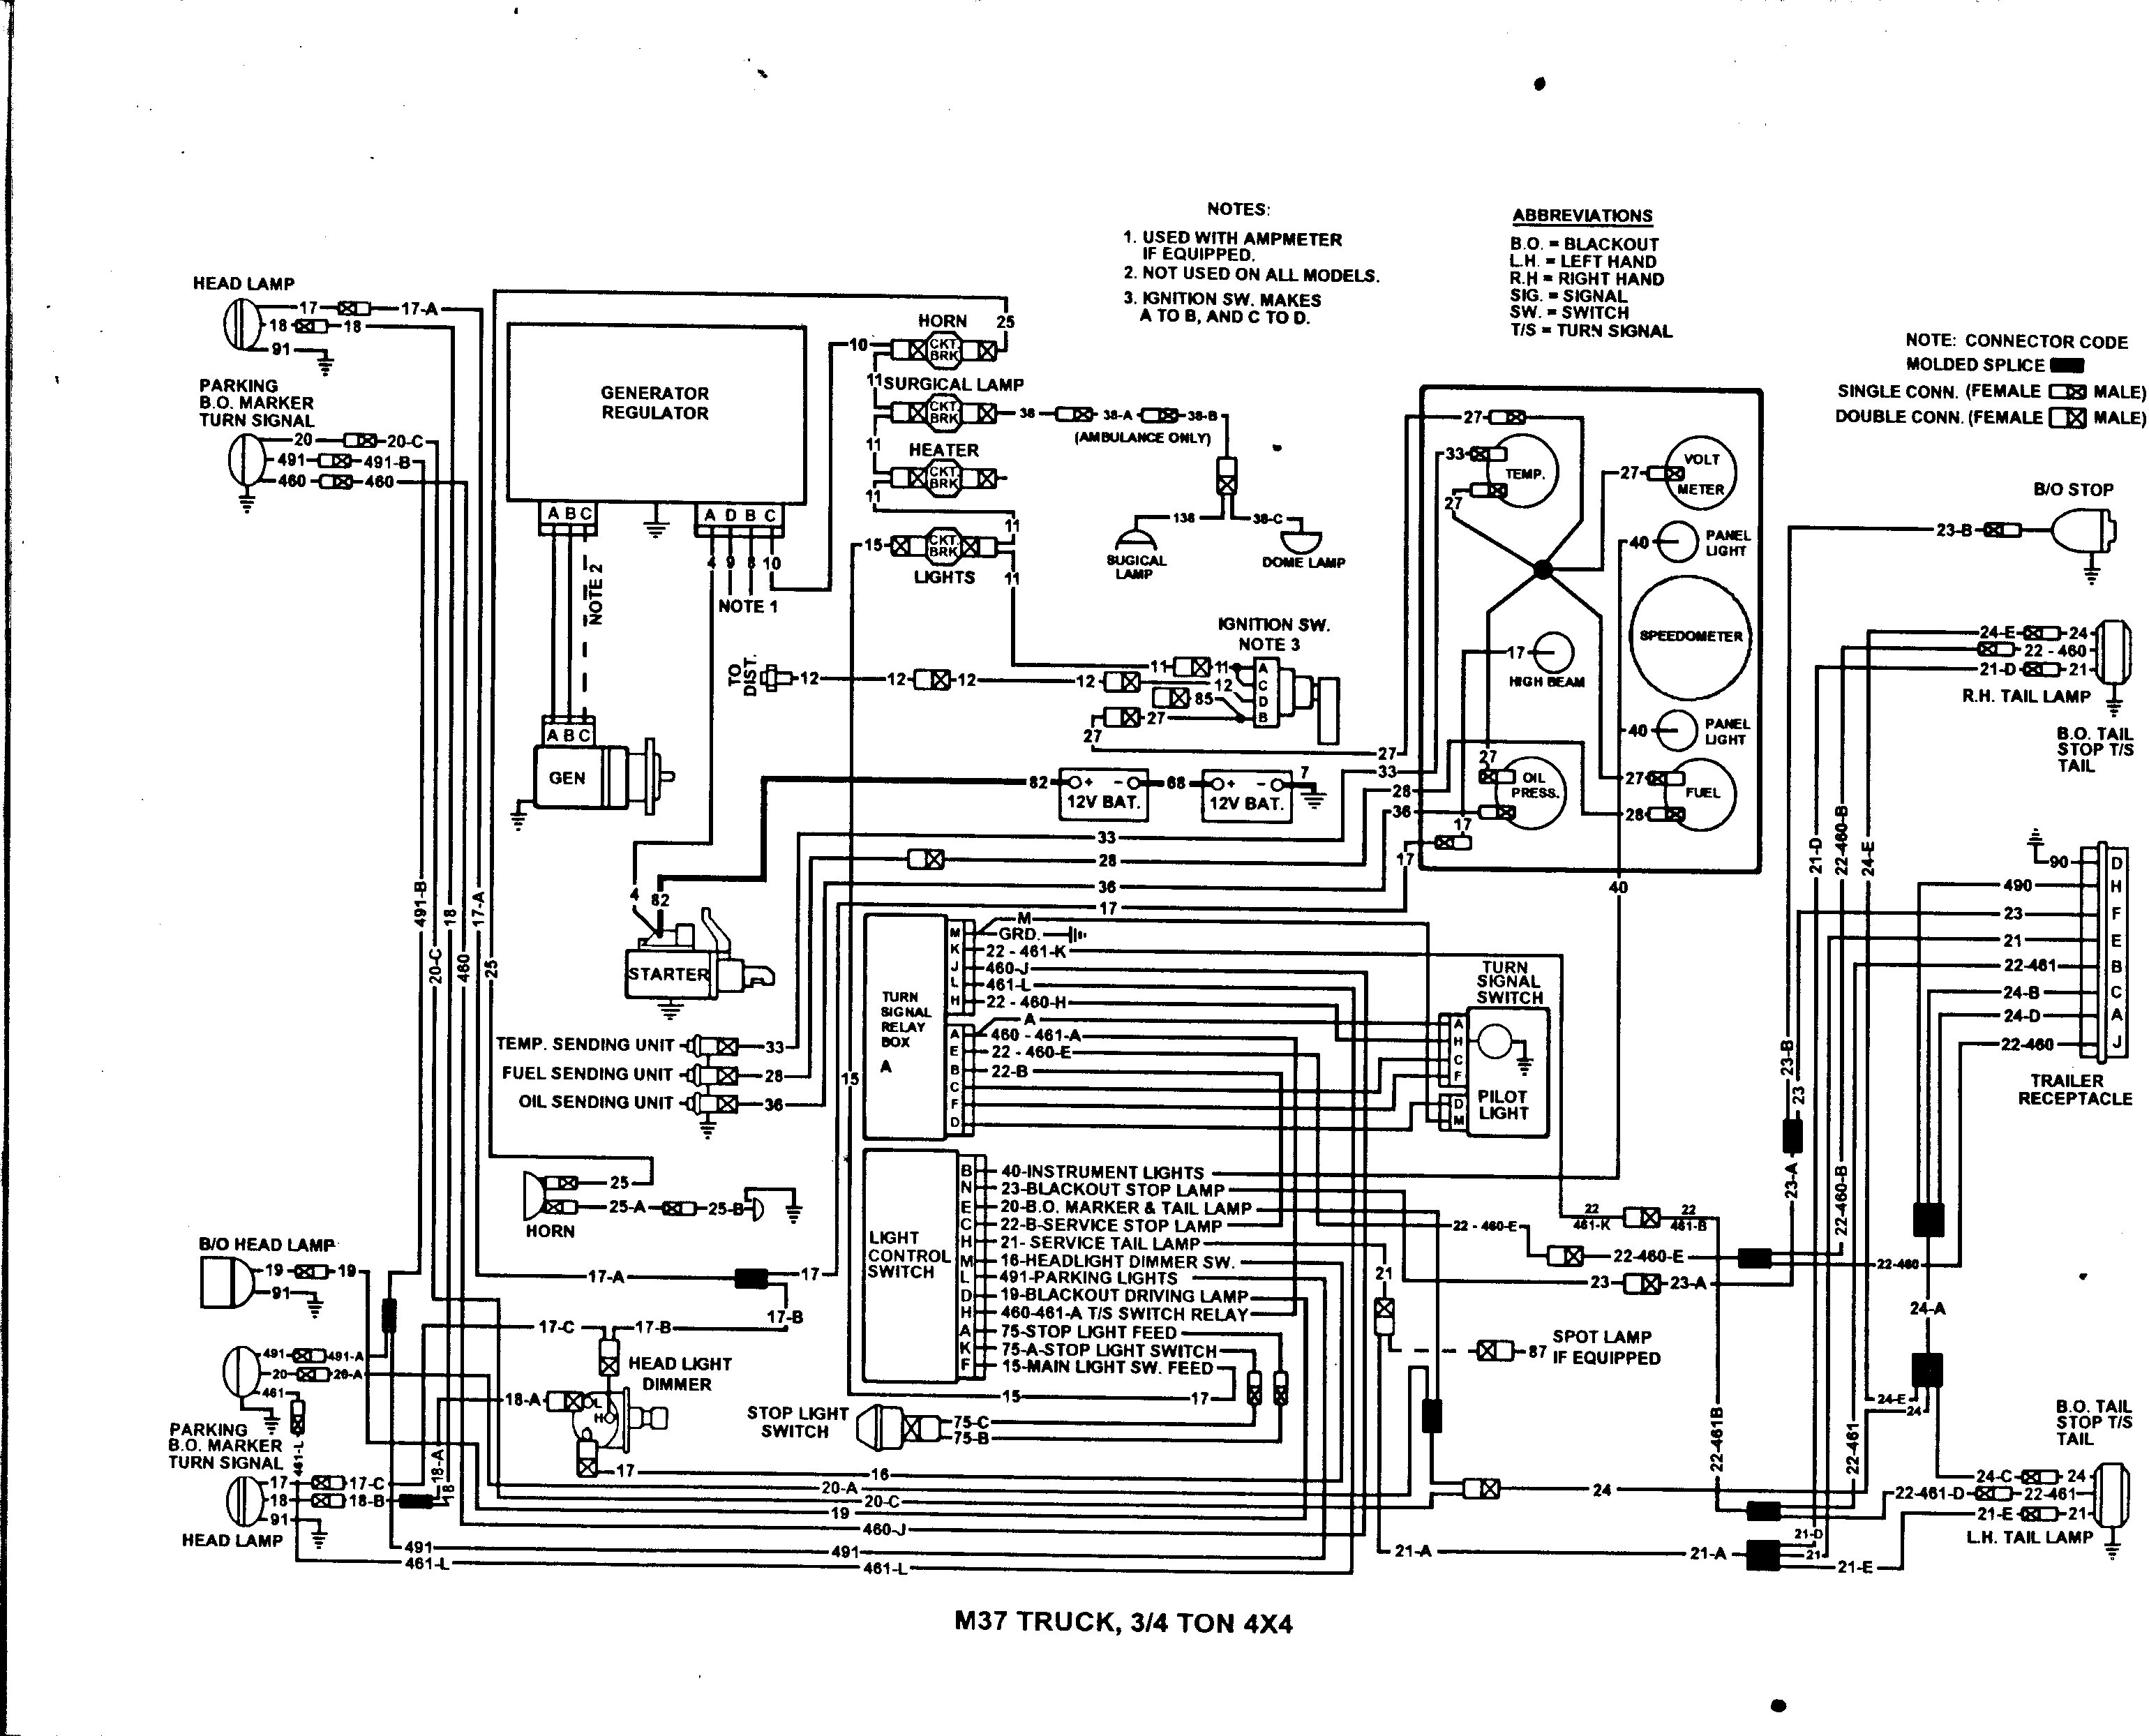 NOTES:
1. USED WITH AMPMETER
IF EQUIPPED.
2. NOT USED ON ALL MODELS.
3. IGNITION SW. MAKES
A TO B, AND C TO D.
ABBREVIATIONS
B.O. = BLACKOUT
L.H. = LEFT HAND
R.H = RIGHT HAND
SIG. = SIGNAL
SW. = SWITCH
T/S = TURN SIGNAL
NOTE: CONNECTOR CODE
MOLDED SPLICE
SINGLE CONN. (FEMALE MALE)
DOUBLE CONN. (FEMALE MALE)
HEAD LAMP
17 17-A
18 18
91
PARKING
B.O. MARKER
TURN SIGNAL
20 20-C
491 491-B
460 460
GENERATOR
REGULATOR
A B C
A D B C
4 9 8 10
NOTE 1
NOTE 2
A B C
GEN
HORN
25
10
CKT.
BRK
11
SURGICAL LAMP
CKT.
BRK
38 38-A 38-B
(AMBULANCE ONLY)
11
HEATER
CKT.
BRK
11
11
15
CKT.
BRK
LIGHTS
11
138 38-C
SUGICAL
LAMP
DOME LAMP
IGNITION SW.
NOTE 3
TO
DIST.
12 12 12 12 12
11 11
85
27
27
A
C
D
B
82 + - 68 + - 7
12V BAT. 12V BAT.
27
33
28
36
27
33
TEMP.
27
27
VOLT
METER
40
PANEL
LIGHT
SPEEDOMETER
17
HIGH BEAM
40
PANEL
LIGHT
27
OIL
PRESS.
27
FUEL
28
17
17
40
33
28
36
17
4 82
STARTER
TEMP. SENDING UNIT 33
FUEL SENDING UNIT 28
OIL SENDING UNIT 36
491-B
20-C
18
460
17-A
25
15
TURN
SIGNAL
RELAY
BOX
A
M M
GRD.
K 22 - 461-K
J 460-J
L 461-L
H 22 - 460-H
A A
460 - 461-A
E 22 - 460-E
B 22-B
C
F
D
TURN
SIGNAL
SWITCH
A
H
C
F
D
M
PILOT
LIGHT
LIGHT
CONTROL
SWITCH
B 40-INSTRUMENT LIGHTS
N 23-BLACKOUT STOP LAMP
E 20-B.O. MARKER & TAIL LAMP
C 22-B-SERVICE STOP LAMP
H 21- SERVICE TAIL LAMP
M 16-HEADLIGHT DIMMER SW.
L 491-PARKING LIGHTS
D 19-BLACKOUT DRIVING LAMP
H 460-461-A T/S SWITCH RELAY
A 75-STOP LIGHT FEED
K 75-A-STOP LIGHT SWITCH
F 15-MAIN LIGHT SW. FEED
15 17
STOP LIGHT
SWITCH
75-C
75-B
25
25-A 25-B
HORN
B/O HEAD LAMP
19 19
91
17-A 17
17-B
17-C 17-B
HEAD LIGHT
DIMMER
18-A
L
H
17
491 491-A
20 20-A
461
PARKING
B.O. MARKER
TURN SIGNAL
461-L
18-A
18
17 17-C
18 18-B
91
HEAD LAMP
16
20-A
20-C
19
460-J
491 491
461-L 461-L
22 - 460-E
22-460-E
22
461-K
22
461-B
23 23-A
21
87
SPOT LAMP
IF EQUIPPED
24
21-A 21-A
B/O STOP
23-B
24-E 24
22 - 460
21-D 21
R.H. TAIL LAMP
B.O. TAIL
STOP T/S
TAIL
21-D
22-460-B
24-E
90 D
490 H
23 F
21 E
22-461 B
24-B C
24-D A
22-460 J
TRAILER
RECEPTACLE
23-B
23
23-A
22-460-B
22-460
24-A
24-E
24
22-461B
22-461
21-D
21
21-E
B.O. TAIL
STOP T/S
TAIL
24-C 24
22-461-D 22-461
21-E 21
L.H. TAIL LAMP
M37 TRUCK, 3/4 TON 4X4